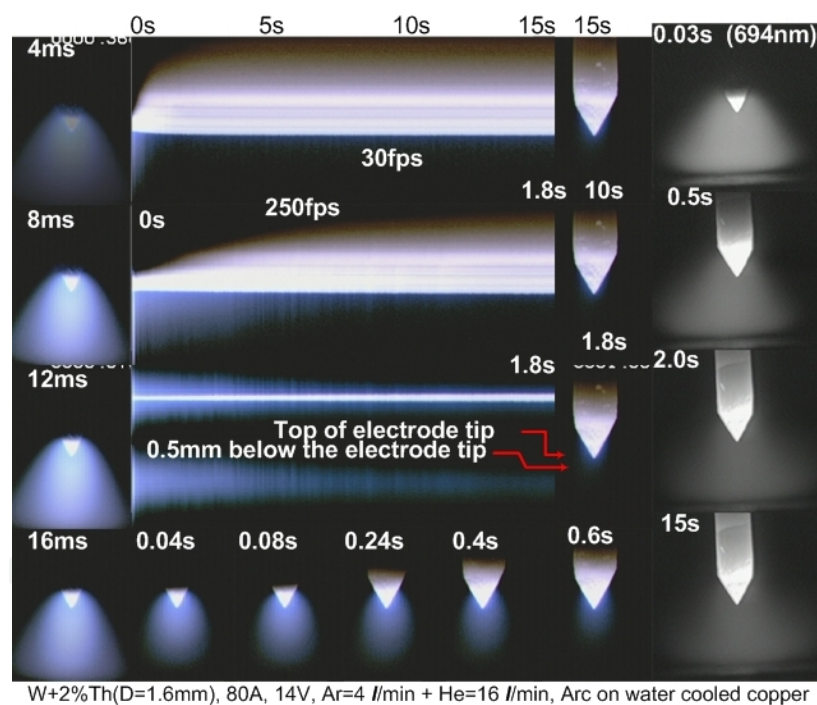 0s 5s 10s 15s 15s
4ms
0.03s (694nm)
30fps
1.8s 10s
0.5s
8ms
0s
250fps
1.8s
12ms
1.8s
2.0s
Top of electrode tip
0.5mm below the electrode tip
16ms
0.04s
0.08s
0.24s
0.4s
0.6s
15s
W+2%Th(D=1.6mm), 80A, 14V, Ar=4 l/min + He=16 l/min, Arc on water cooled copper